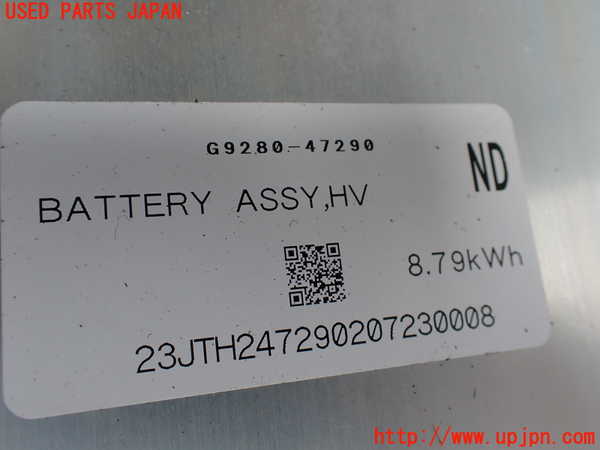 USED PARTS JAPAN
G9280-47290
ND
BATTERY ASSY,HV
8.79kWh
23JTH247290207230008
http://www.upjpn.com